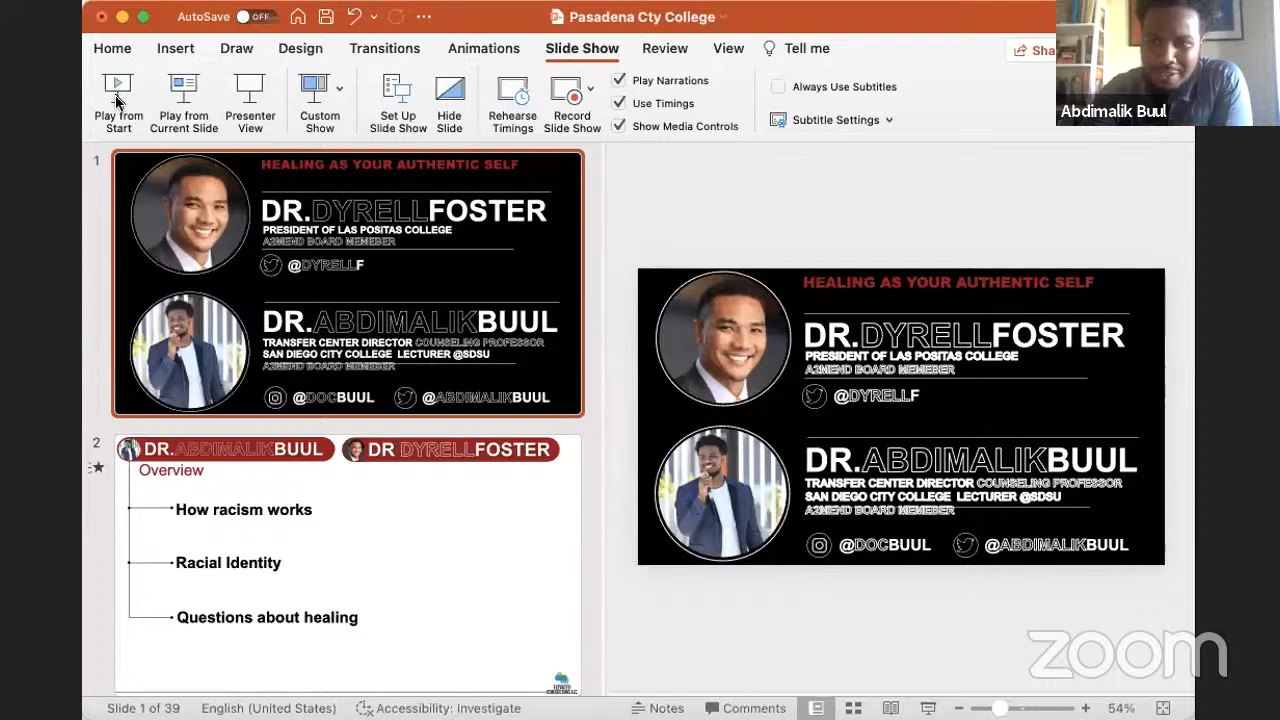 AutoSave OFF
Pasadena Cty College
Home Insert Draw Design Transitions Animations Slide Show Review View Tell me
Sha
Play from Start
Play from Current Slide
Presenter View
Custom Show
Set Up Slide Show
Hide Slide
Rehearse Timings
Record Slide Show
Play Narrations
Use Timings
Show Media Controls
Always Use Subtitles
Subtitle Settings
Abdimalik Buul
1
HEALING AS YOUR AUTHENTIC SELF
DR.DYRELLFOSTER
PRESIDENT OF LAS POSITAS COLLEGE
A2MEND BOARD MEMEBER
@DYRELLF
DR.ABDIMALIKBUUL
TRANSFER CENTER DIRECTOR COUNSELING PROFESSOR
SAN DIEGO CITY COLLEGE LECTURER @SDSU
A2MEND BOARD MEMEBER
@DOCBUUL @ABDIMALIKBUUL
2
DR.ABDIMALIKBUUL DR DYRELLFOSTER
Overview
How racism works
Racial Identity
Questions about healing
HEALING AS YOUR AUTHENTIC SELF
DR.DYRELLFOSTER
PRESIDENT OF LAS POSITAS COLLEGE
A2MEND BOARD MEMEBER
@DYRELLF
DR.ABDIMALIKBUUL
TRANSFER CENTER DIRECTOR COUNSELING PROFESSOR
SAN DIEGO CITY COLLEGE LECTURER @SDSU
A2MEND BOARD MEMEBER
@DOCBUUL @ABDIMALIKBUUL
zoom
Slide 1 of 39 English (United States) Accessibility: Investigate Notes Comments 54%